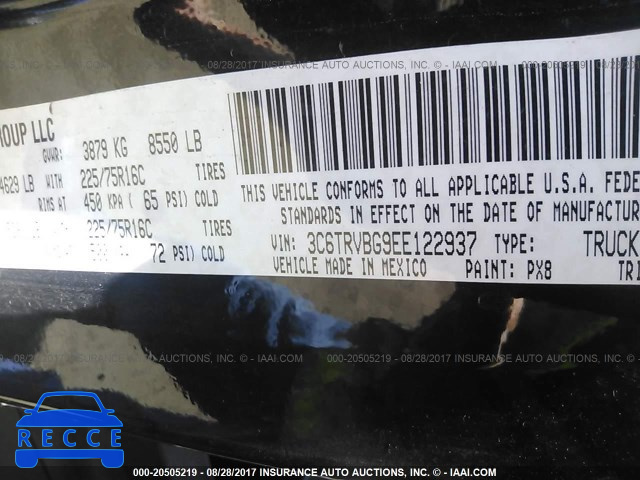 000-20505219 - 08/28/2017 INSURANCE AUTO AUCTIONS, INC. © - IAAI.COM
ROUP LLC
GVWR: 3879 KG 8550 LB
4629 LB WITH 225/75R16C TIRES
RIMS AT 450 KPA ( 65 PSI) COLD
225/75R16C TIRES
72 PSI) COLD
THIS VEHICLE CONFORMS TO ALL APPLICABLE U.S.A. FEDE
STANDARDS IN EFFECT ON THE DATE OF MANUFACTUR
VIN: 3C6TRVBG9EE122937 TYPE: TRUCK
VEHICLE MADE IN MEXICO PAINT: PX8 TRI
000-20505219 - 08/28/2017 INSURANCE AUTO AUCTIONS, INC. © - IAAI.COM
RECCE
000-20505219 - 08/28/2017 INSURANCE AUTO AUCTIONS, INC. © - IAAI.COM